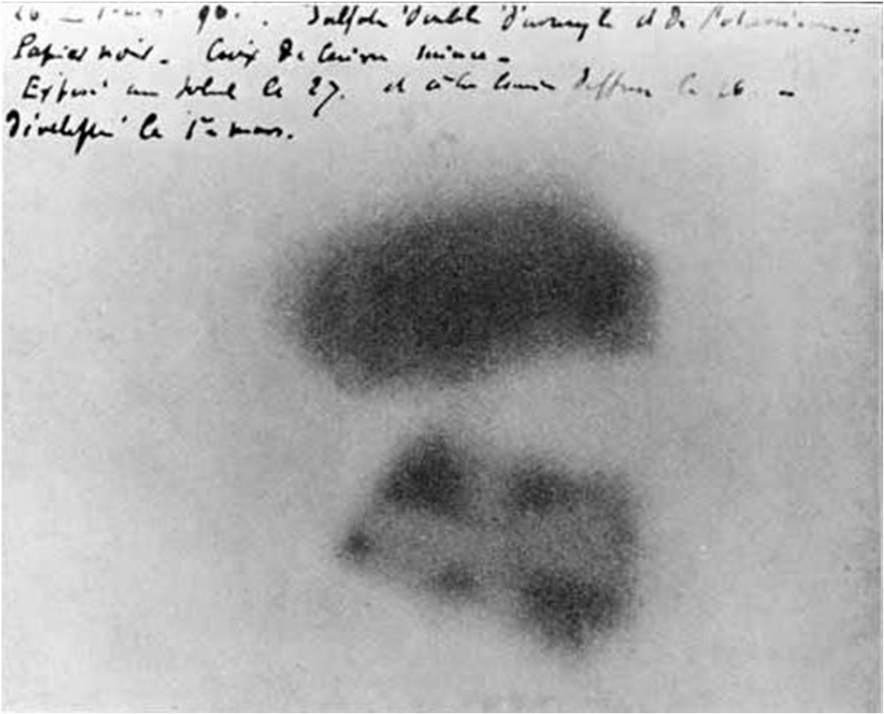 96. Sulfate double d'uranyle et de Potassium
Papier noir. Croix de Cuivre mince.
Exposé au soleil le 27. et à la lumière diffuse le 26.
Développé le 1er mars.